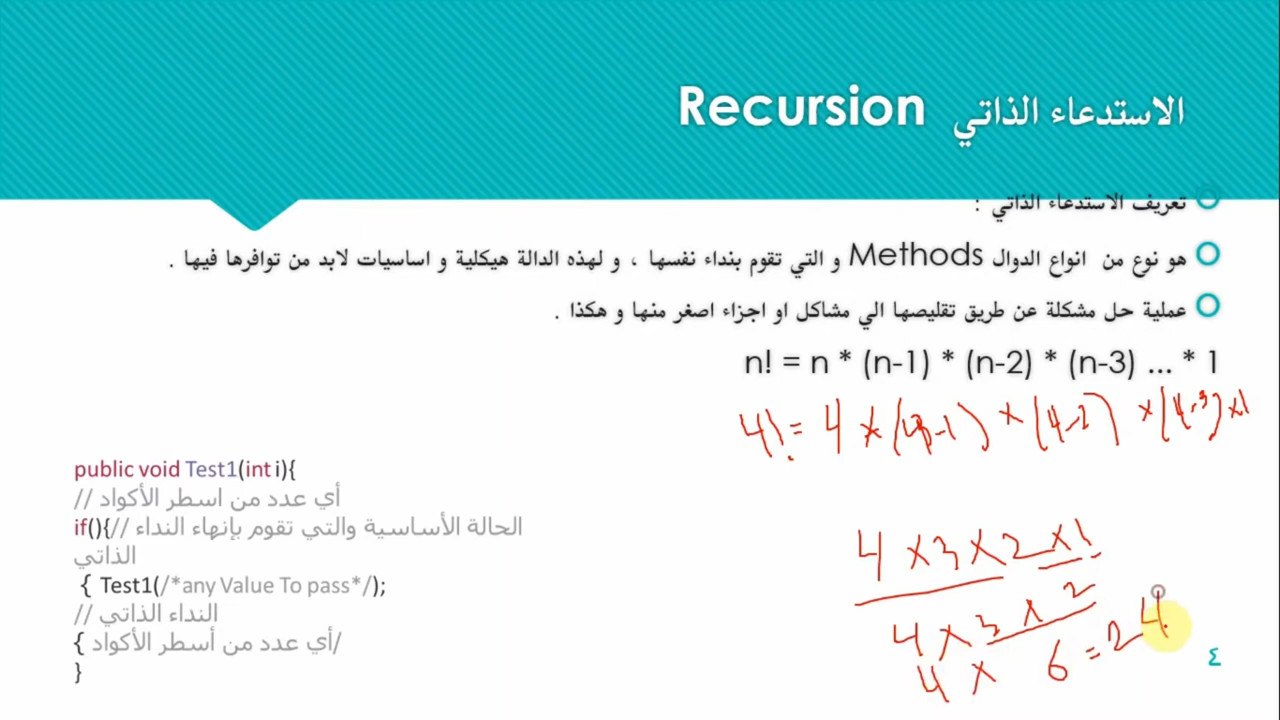 الاستدعاء الذاتي Recursion
تعريف الاستدعاء الذاتي :
هو نوع من انواع الدوال Methods و التي تقوم بنداء نفسها ، و لهذه الدالة هيكلية و اساسيات لابد من توافرها فيها .
عملية حل مشكلة عن طريق تقليصها الي مشاكل او اجزاء اصغر منها و هكذا .
n! = n * (n-1) * (n-2) * (n-3) ... * 1
4! = 4 × (4-1) × (4-2) × (4-3) × 1
4 × 3 × 2 × 1
4 × 3 × 2
4 × 6 = 24
public void Test1(int i){
// أي عدد من اسطر الأكواد
if(){// الحالة الأساسية والتي تقوم بإنهاء النداء
الذاتي
{ Test1(/*any Value To pass*/);
// النداء الذاتي
{ أي عدد من أسطر الأكواد/
}
٤